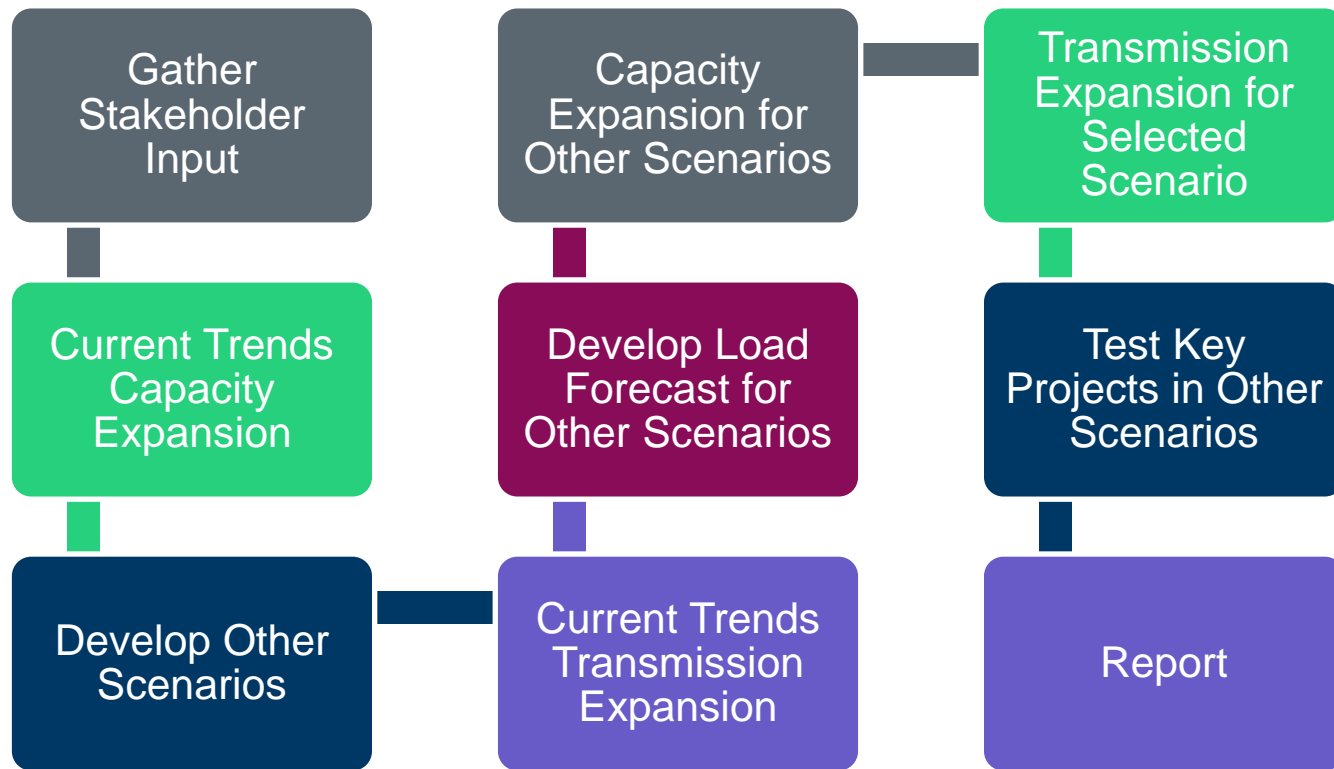 Gather
Stakeholder
Input
Current Trends
Capacity
Expansion
Develop Other
Scenarios
Current Trends
Transmission
Expansion
Develop Load
Forecast for
Other Scenarios
Capacity
Expansion for
Other Scenarios
Transmission
Expansion for
Selected
Scenario
Test Key
Projects in Other
Scenarios
Report